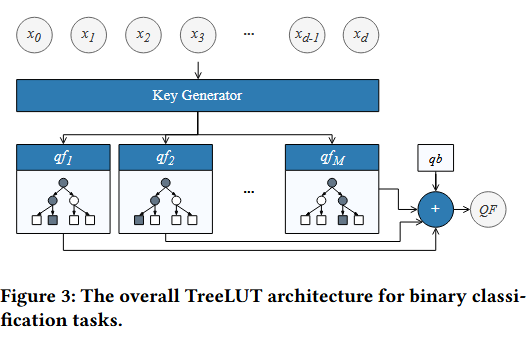 x0 x1 x2 x3 ... xd-1 xd
Key Generator
qf1 qf2 ... qfM
qb
+
QF
Figure 3: The overall TreeLUT architecture for binary classi-
fication tasks.